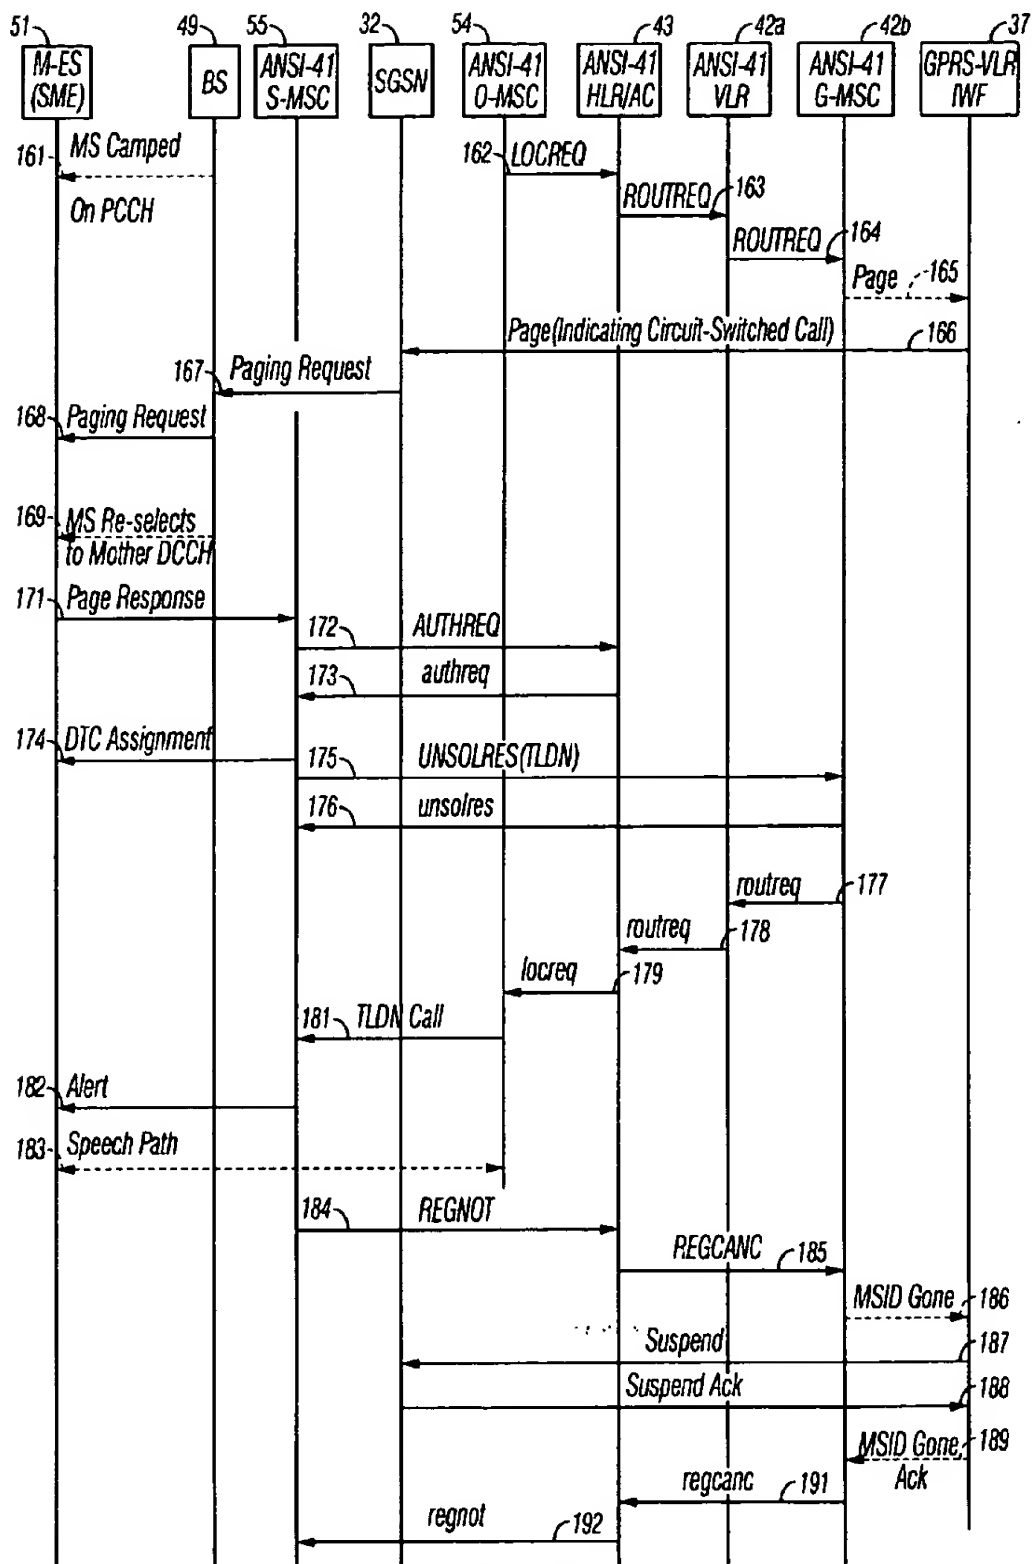 51 49 55 32 54 43 42a 42b 37
M-ES
(SME)
BS
ANSI-41
S-MSC
SGSN
ANSI-41
O-MSC
ANSI-41
HLR/AC
ANSI-41
VLR
ANSI-41
G-MSC
GPRS-VLR
IWF
161 MS Camped
On PCCH
162 LOCREQ
ROUTREQ 163
ROUTREQ 164
Page 165
Page(Indicating Circuit-Switched Call) 166
167 Paging Request
168 Paging Request
169 MS Re-selects
to Mother DCCH
171 Page Response
172 AUTHREQ
173 authreq
174 DTC Assignment
175 UNSOLRES(TLDN)
176 unsolres
routreq 177
routreq 178
locreq 179
181 TLDN Call
182 Alert
183 Speech Path
184 REGNOT
REGCANC 185
MSID Gone 186
Suspend 187
Suspend Ack 188
MSID Gone, 189
Ack
regcanc 191
regnot 192